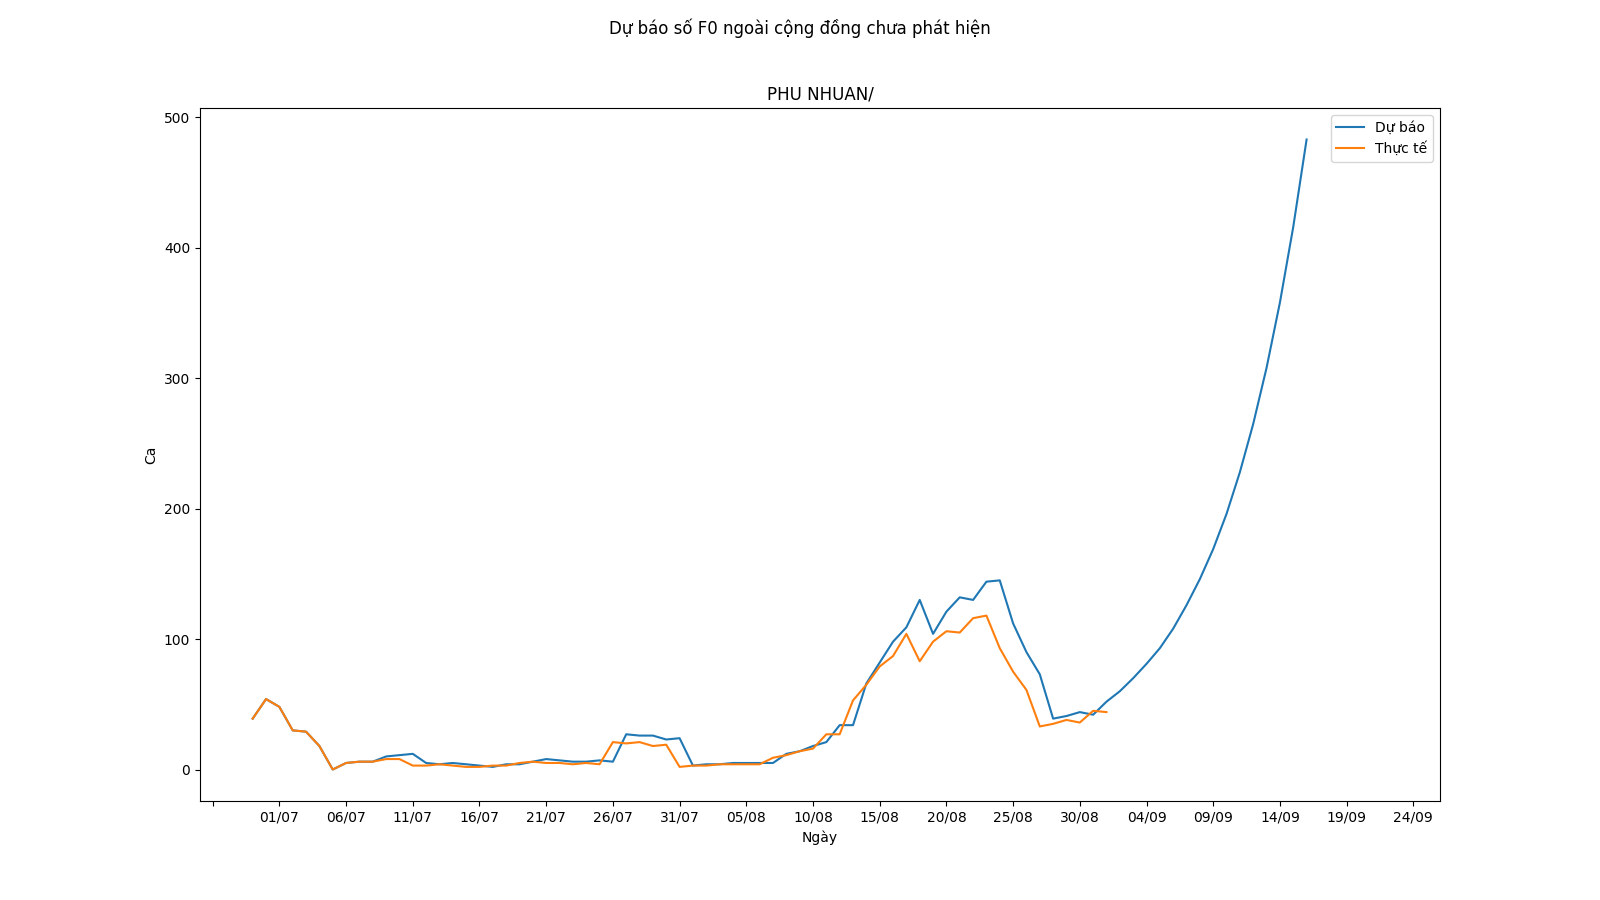 Dự báo số F0 ngoài cộng đồng chưa phát hiện
PHU NHUAN/
Dự báo
Thực tế
500
400
300
200
100
0
Ca
01/07 06/07 11/07 16/07 21/07 26/07 31/07 05/08 10/08 15/08 20/08 25/08 30/08 04/09 09/09 14/09 19/09 24/09
Ngày